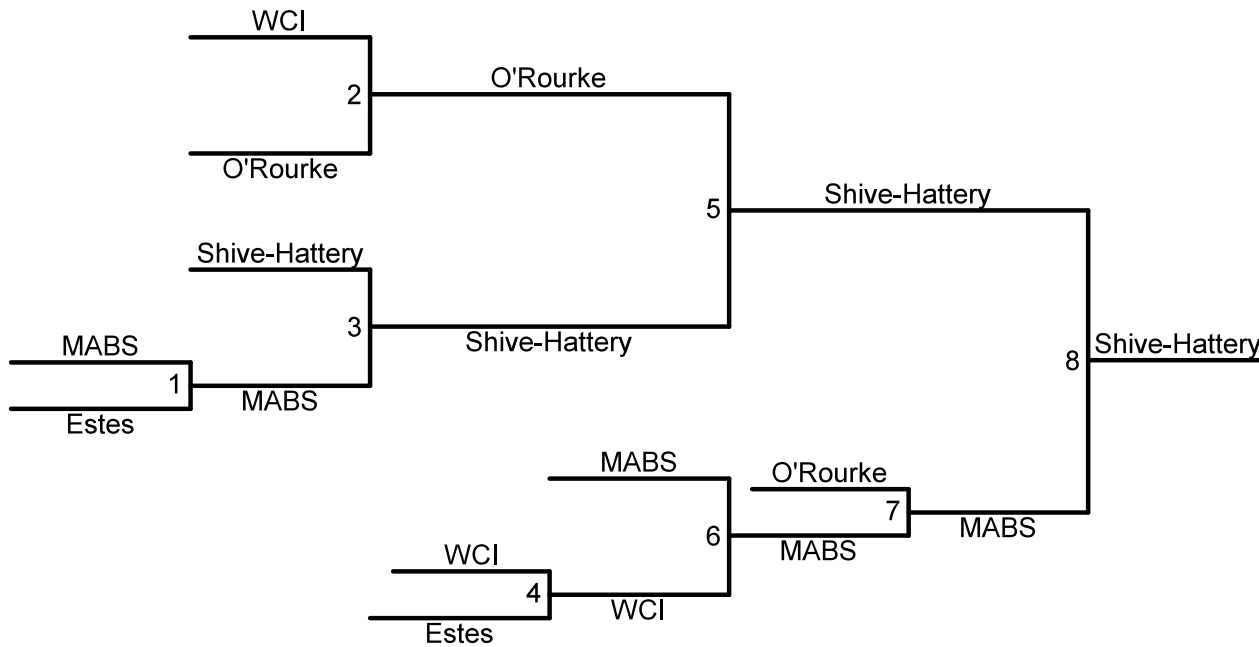 WCI
2
O'Rourke
O'Rourke
5
Shive-Hattery
Shive-Hattery
3
Shive-Hattery
MABS
1
MABS
Estes
8
Shive-Hattery
MABS
O'Rourke
7
MABS
6
MABS
WCI
4
WCI
Estes